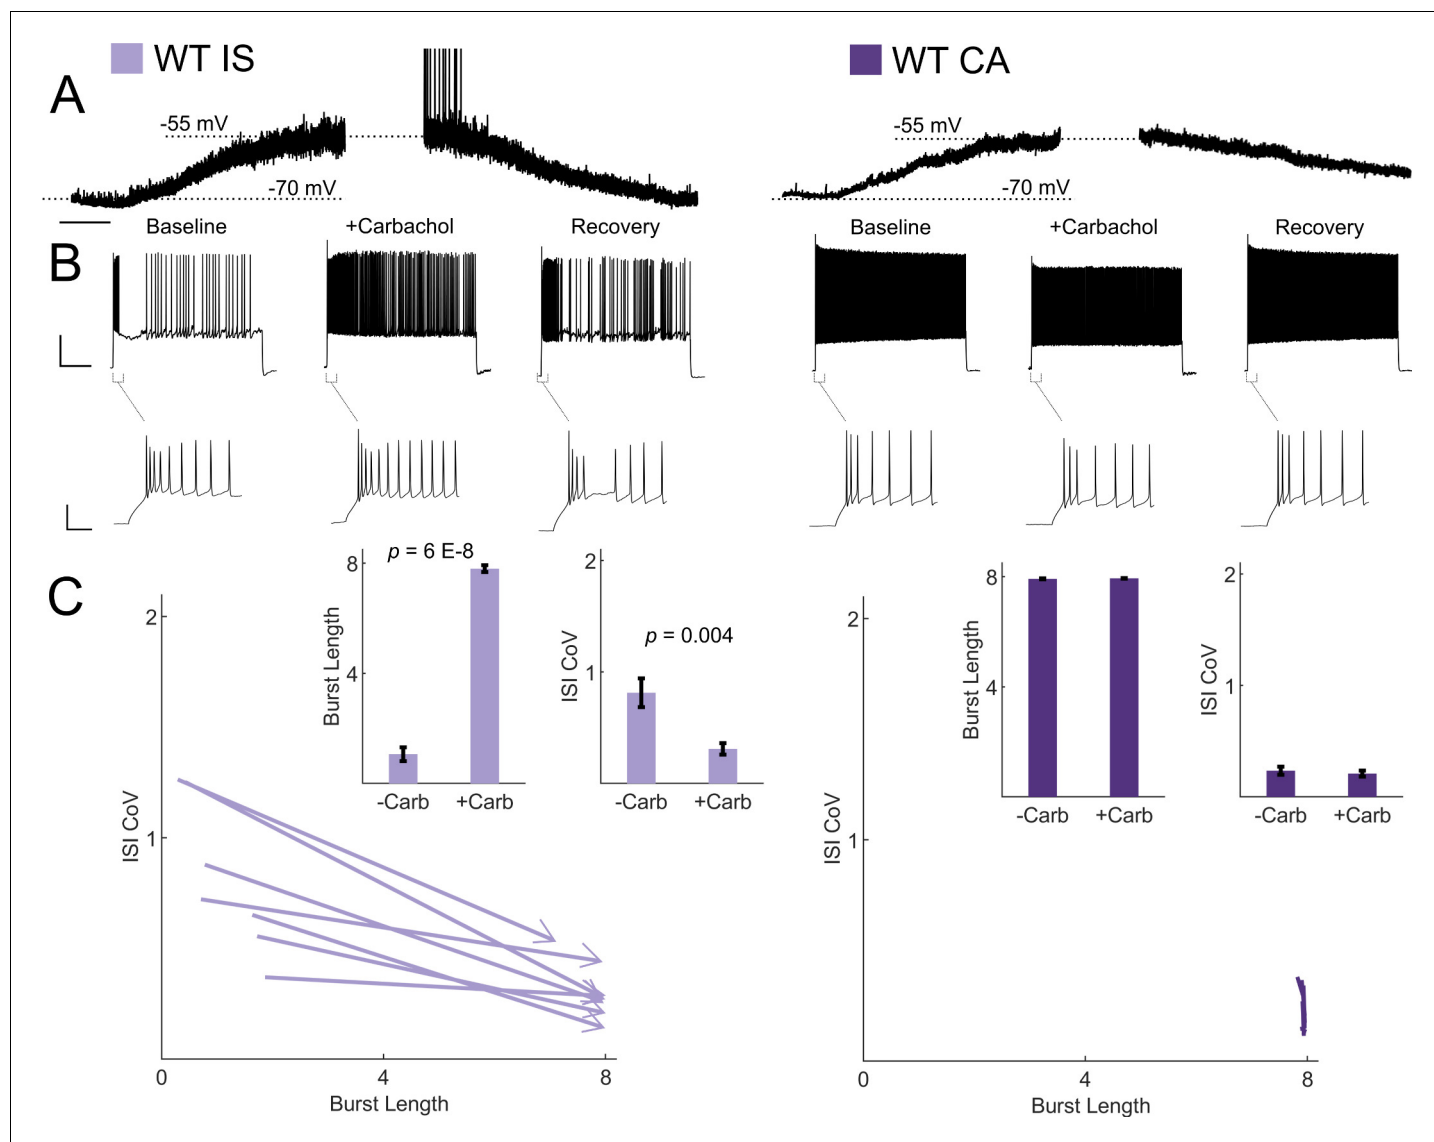 WT IS
WT CA
A
-55 mV
-70 mV
-55 mV
-70 mV
B
Baseline
+Carbachol
Recovery
Baseline
+Carbachol
Recovery
C
2
1
ISI CoV
0
4
8
Burst Length
p = 6 E-8
8
4
Burst Length
-Carb
+Carb
2
1
ISI CoV
p = 0.004
-Carb
+Carb
2
1
ISI CoV
0
4
8
Burst Length
8
4
Burst Length
-Carb
+Carb
2
1
ISI CoV
-Carb
+Carb